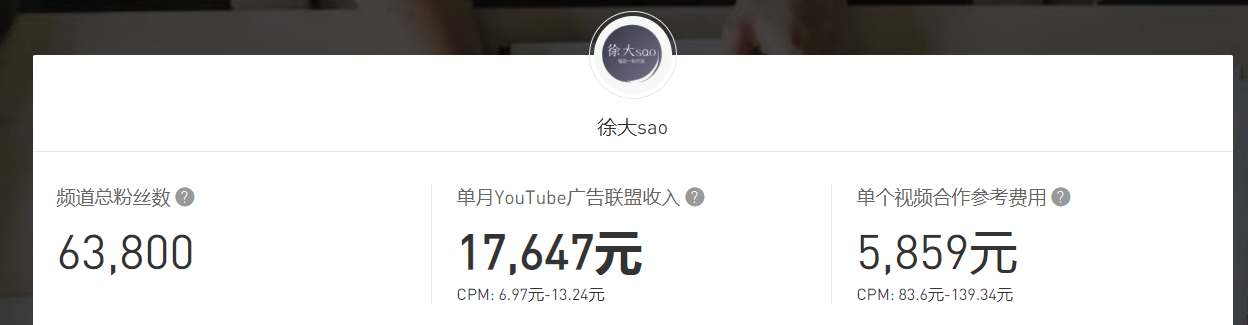 徐大sao
徐大sao
频道总粉丝数 ?
单月YouTube广告联盟收入 ?
单个视频合作参考费用 ?
63,800
17,647元
5,859元
CPM: 6.97元-13.24元
CPM: 83.6元-139.34元